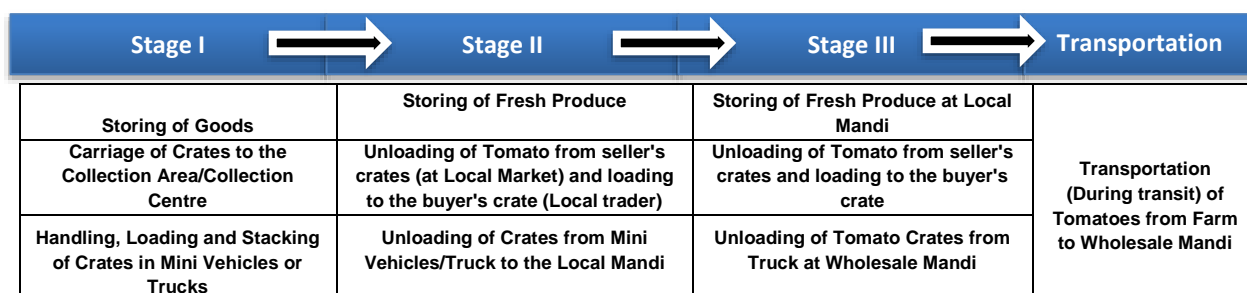 Stage I
Stage II
Stage III
Transportation
Storing of Goods
Storing of Fresh Produce
Storing of Fresh Produce at Local
Mandi
Carriage of Crates to the
Collection Area/Collection
Centre
Unloading of Tomato from seller's
crates (at Local Market) and loading
to the buyer's crate (Local trader)
Unloading of Tomato from seller's
crates and loading to the buyer's
crate
Handling, Loading and Stacking
of Crates in Mini Vehicles or
Trucks
Unloading of Crates from Mini
Vehicles/Truck to the Local Mandi
Unloading of Tomato Crates from
Truck at Wholesale Mandi
Transportation
(During transit) of
Tomatoes from Farm
to Wholesale Mandi